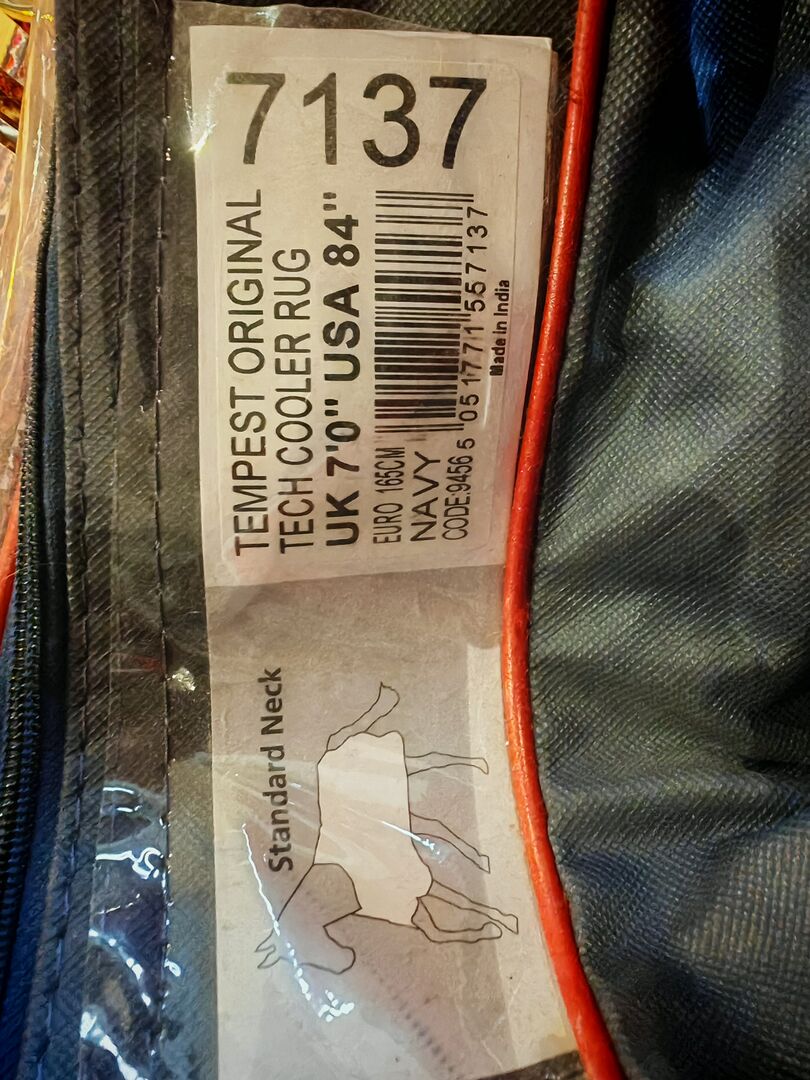 7137
TEMPEST ORIGINAL
TECH COOLER RUG
UK 7'0" USA 84"
EURO 165CM
NAVY
CODE:9456
5 051771 557137
Made in India
Standard Neck